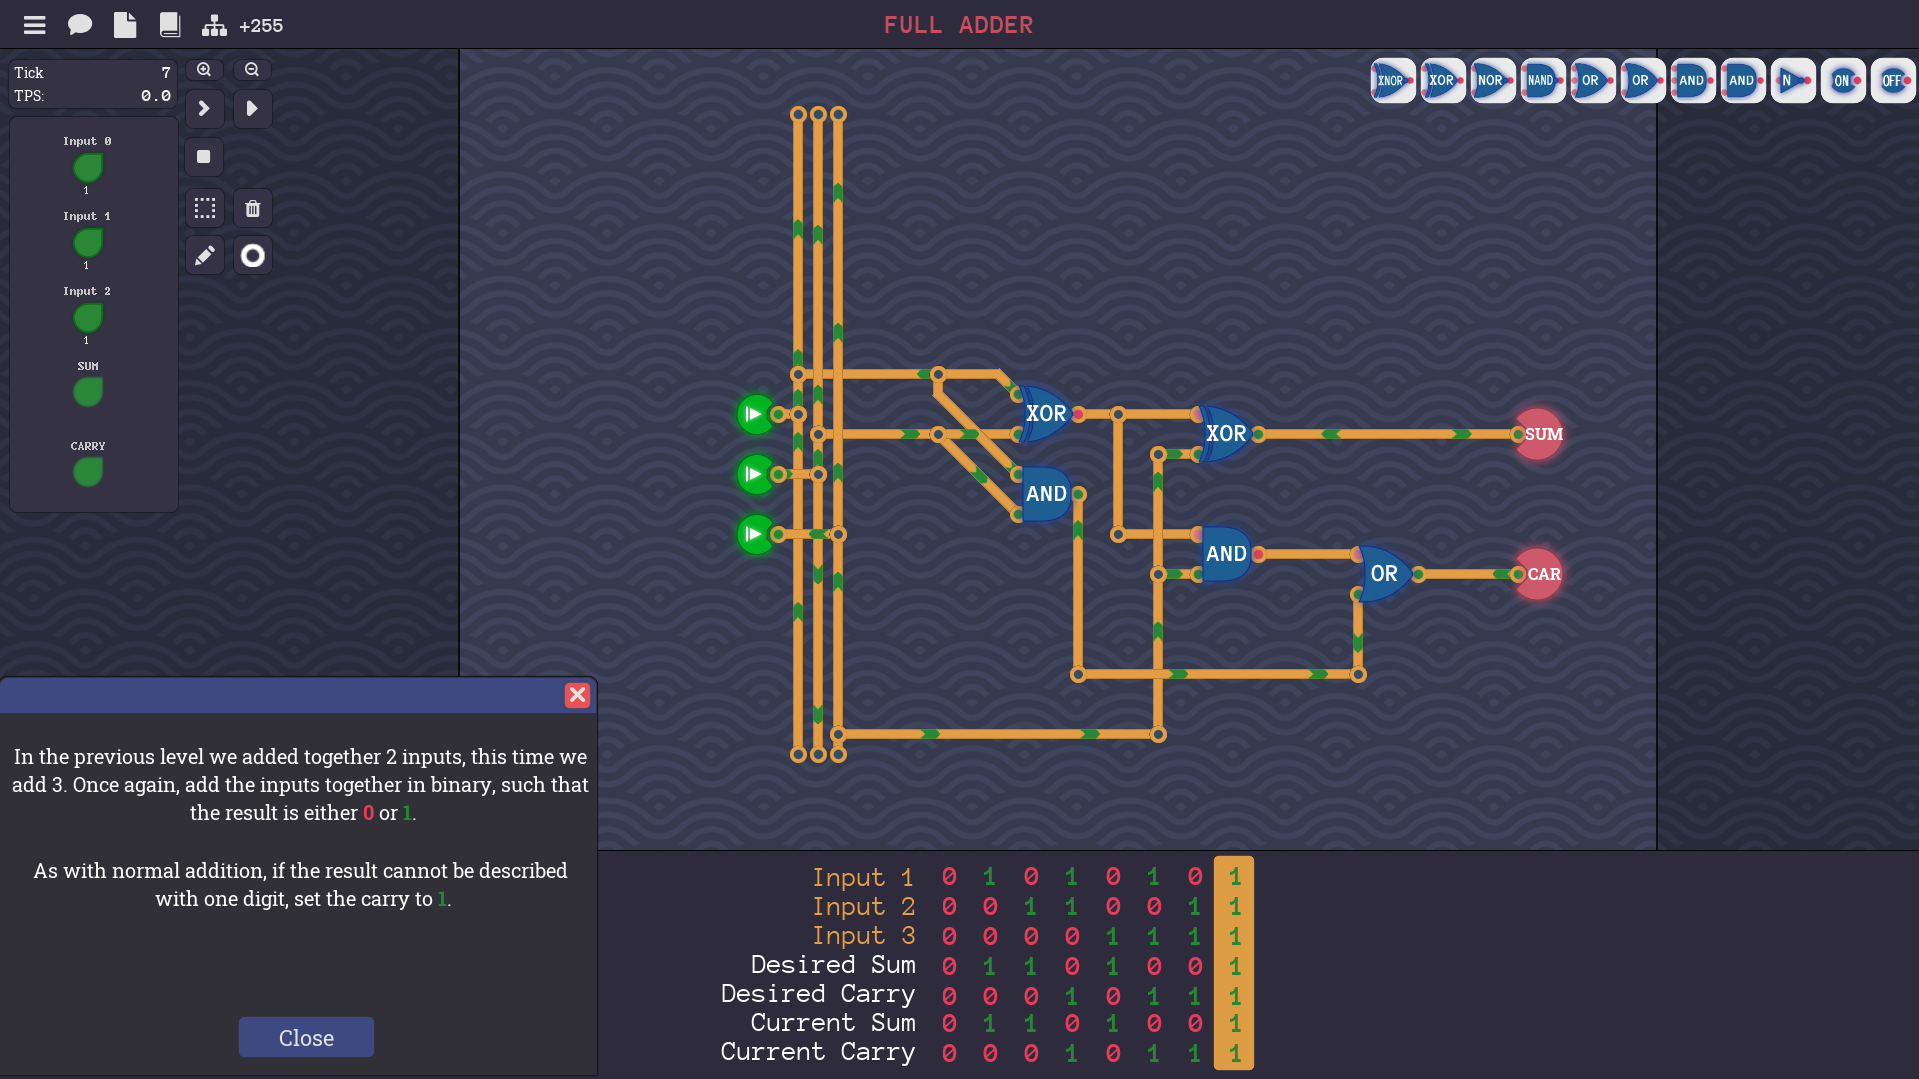 +255
FULL ADDER
Tick 7
TPS: 0.0
XNOR XOR NOR NAND OR OR AND AND N ON OFF
Input 0
1
Input 1
1
Input 2
1
SUM
CARRY
XOR
XOR
SUM
AND
AND
OR
CAR
In the previous level we added together 2 inputs, this time we
add 3. Once again, add the inputs together in binary, such that
the result is either 0 or 1.
As with normal addition, if the result cannot be described
with one digit, set the carry to 1.
Close
Input 1 0 1 0 1 0 1 0 1
Input 2 0 0 1 1 0 0 1 1
Input 3 0 0 0 0 1 1 1 1
Desired Sum 0 1 1 0 1 0 0 1
Desired Carry 0 0 0 1 0 1 1 1
Current Sum 0 1 1 0 1 0 0 1
Current Carry 0 0 0 1 0 1 1 1